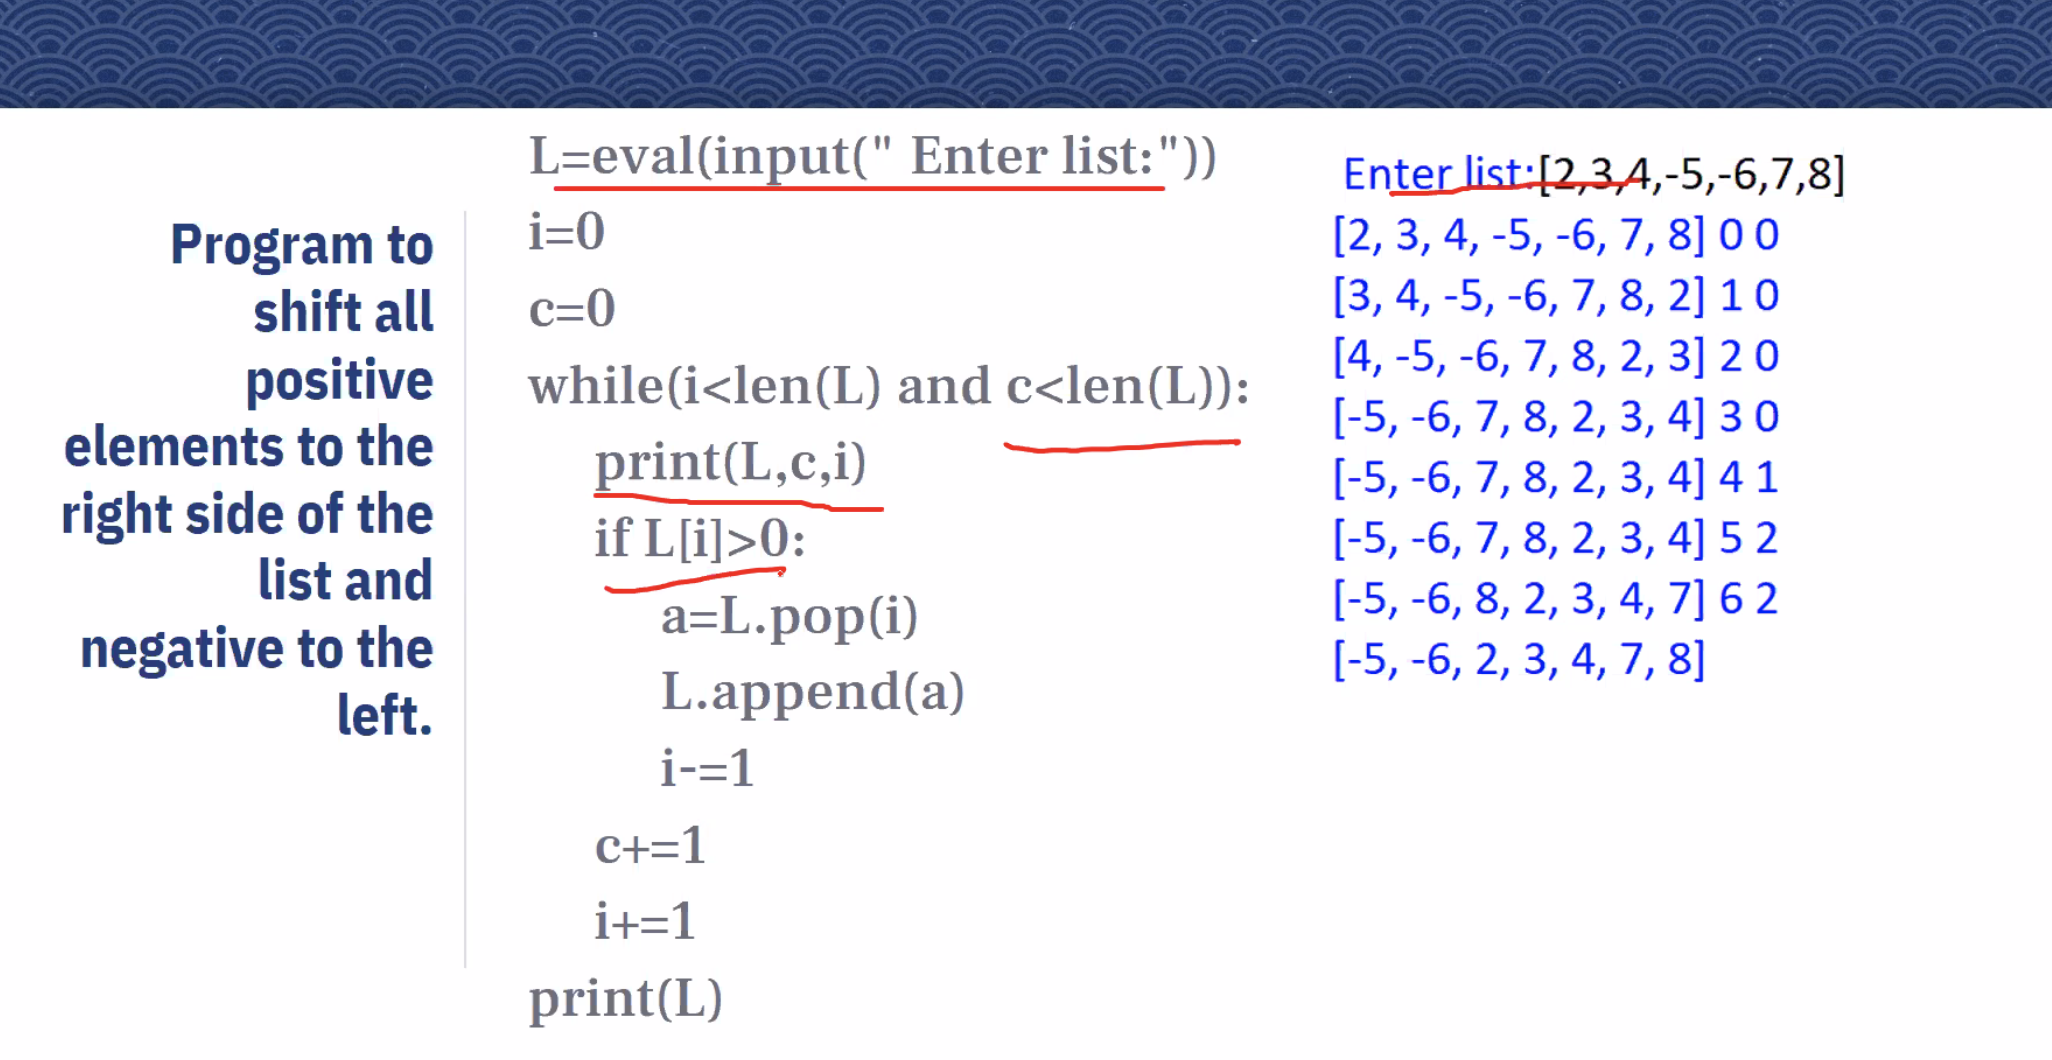 Program to
shift all
positive
elements to the
right side of the
list and
negative to the
left.
L=eval(input(" Enter list:"))
i=0
c=0
while(i<len(L) and c<len(L)):
print(L,c,i)
if L[i]>0:
a=L.pop(i)
L.append(a)
i-=1
c+=1
i+=1
print(L)
Enter list:[2,3,4,-5,-6,7,8]
[2, 3, 4, -5, -6, 7, 8] 0 0
[3, 4, -5, -6, 7, 8, 2] 1 0
[4, -5, -6, 7, 8, 2, 3] 2 0
[-5, -6, 7, 8, 2, 3, 4] 3 0
[-5, -6, 7, 8, 2, 3, 4] 4 1
[-5, -6, 7, 8, 2, 3, 4] 5 2
[-5, -6, 8, 2, 3, 4, 7] 6 2
[-5, -6, 2, 3, 4, 7, 8]